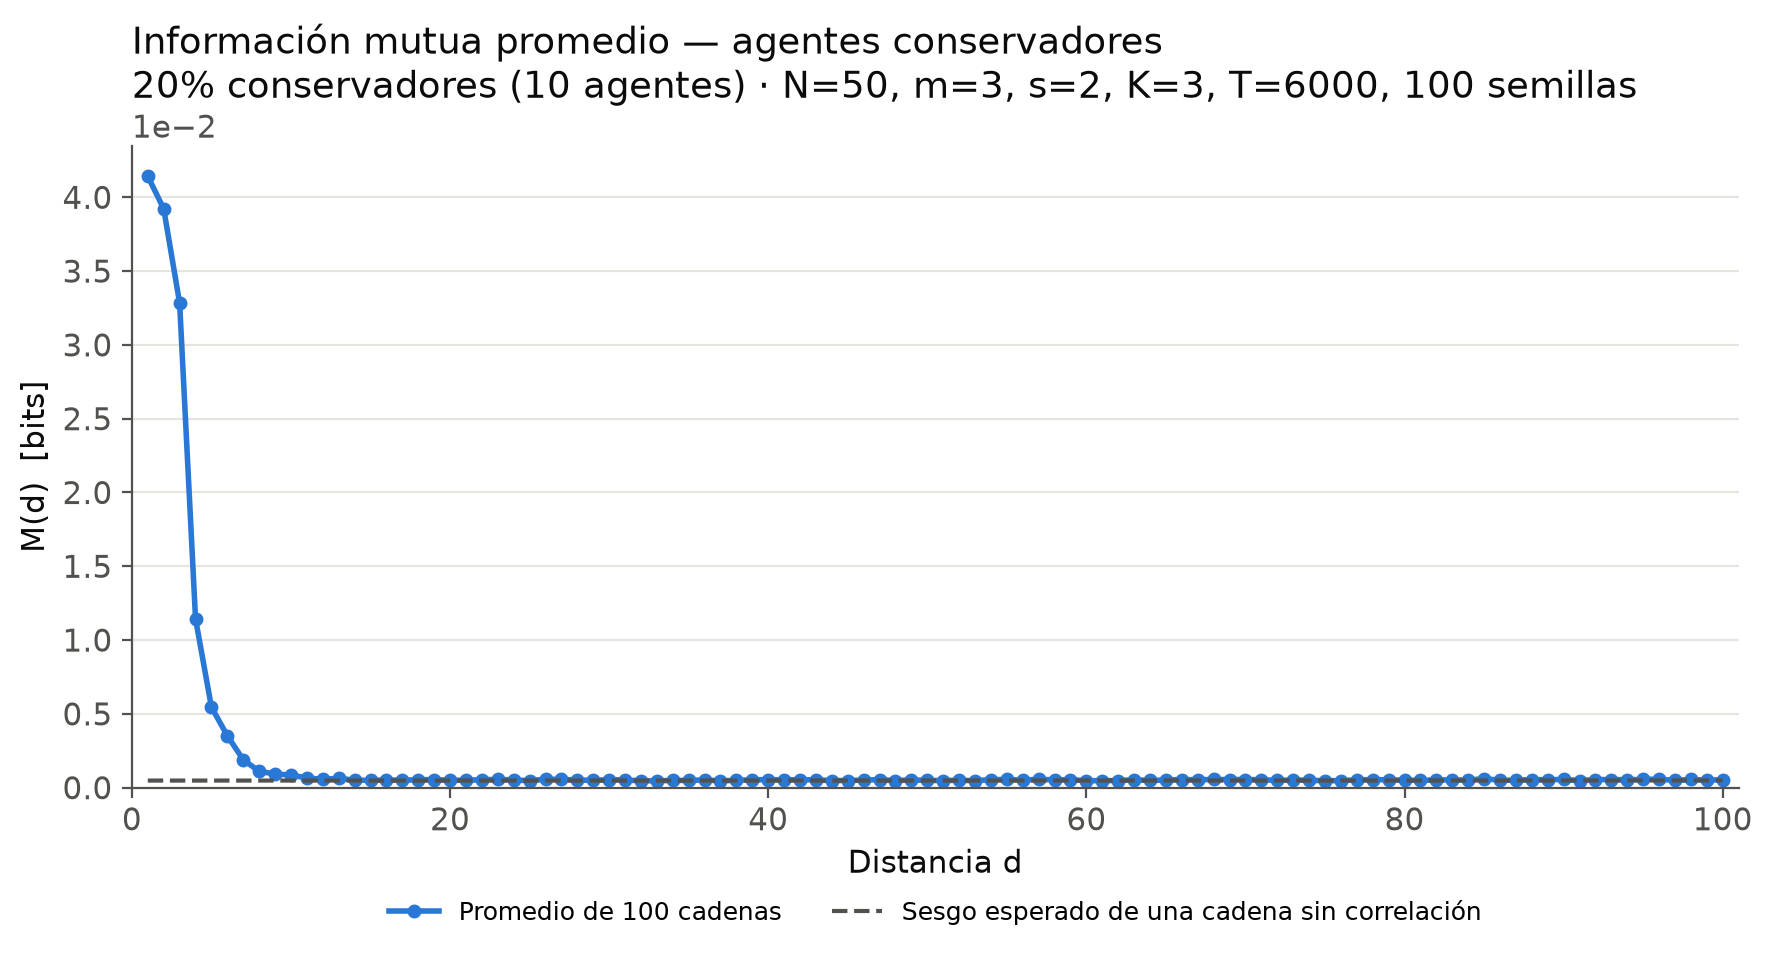 Información mutua promedio — agentes conservadores
20% conservadores (10 agentes) · N=50, m=3, s=2, K=3, T=6000, 100 semillas
1e−2
4.0
3.5
3.0
2.5
2.0
1.5
1.0
0.5
0.0
M(d) [bits]
0 20 40 60 80 100
Distancia d
Promedio de 100 cadenas
Sesgo esperado de una cadena sin correlación